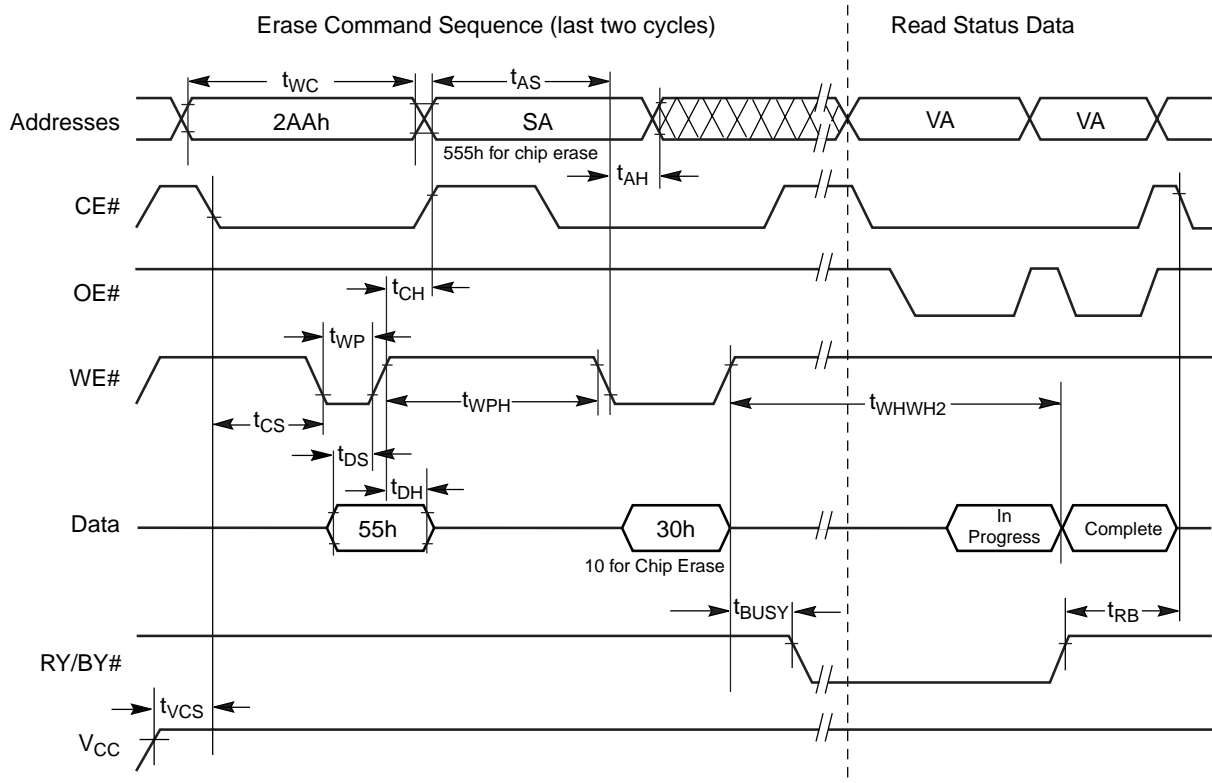 Erase Command Sequence (last two cycles)
Read Status Data
tWC
tAS
Addresses
2AAh
SA
VA
VA
555h for chip erase
tAH
CE#
OE#
tCH
tWP
WE#
tWPH
tWHWH2
tCS
tDS
tDH
Data
55h
30h
In
Progress
Complete
10 for Chip Erase
tBUSY
tRB
RY/BY#
tVCS
VCC